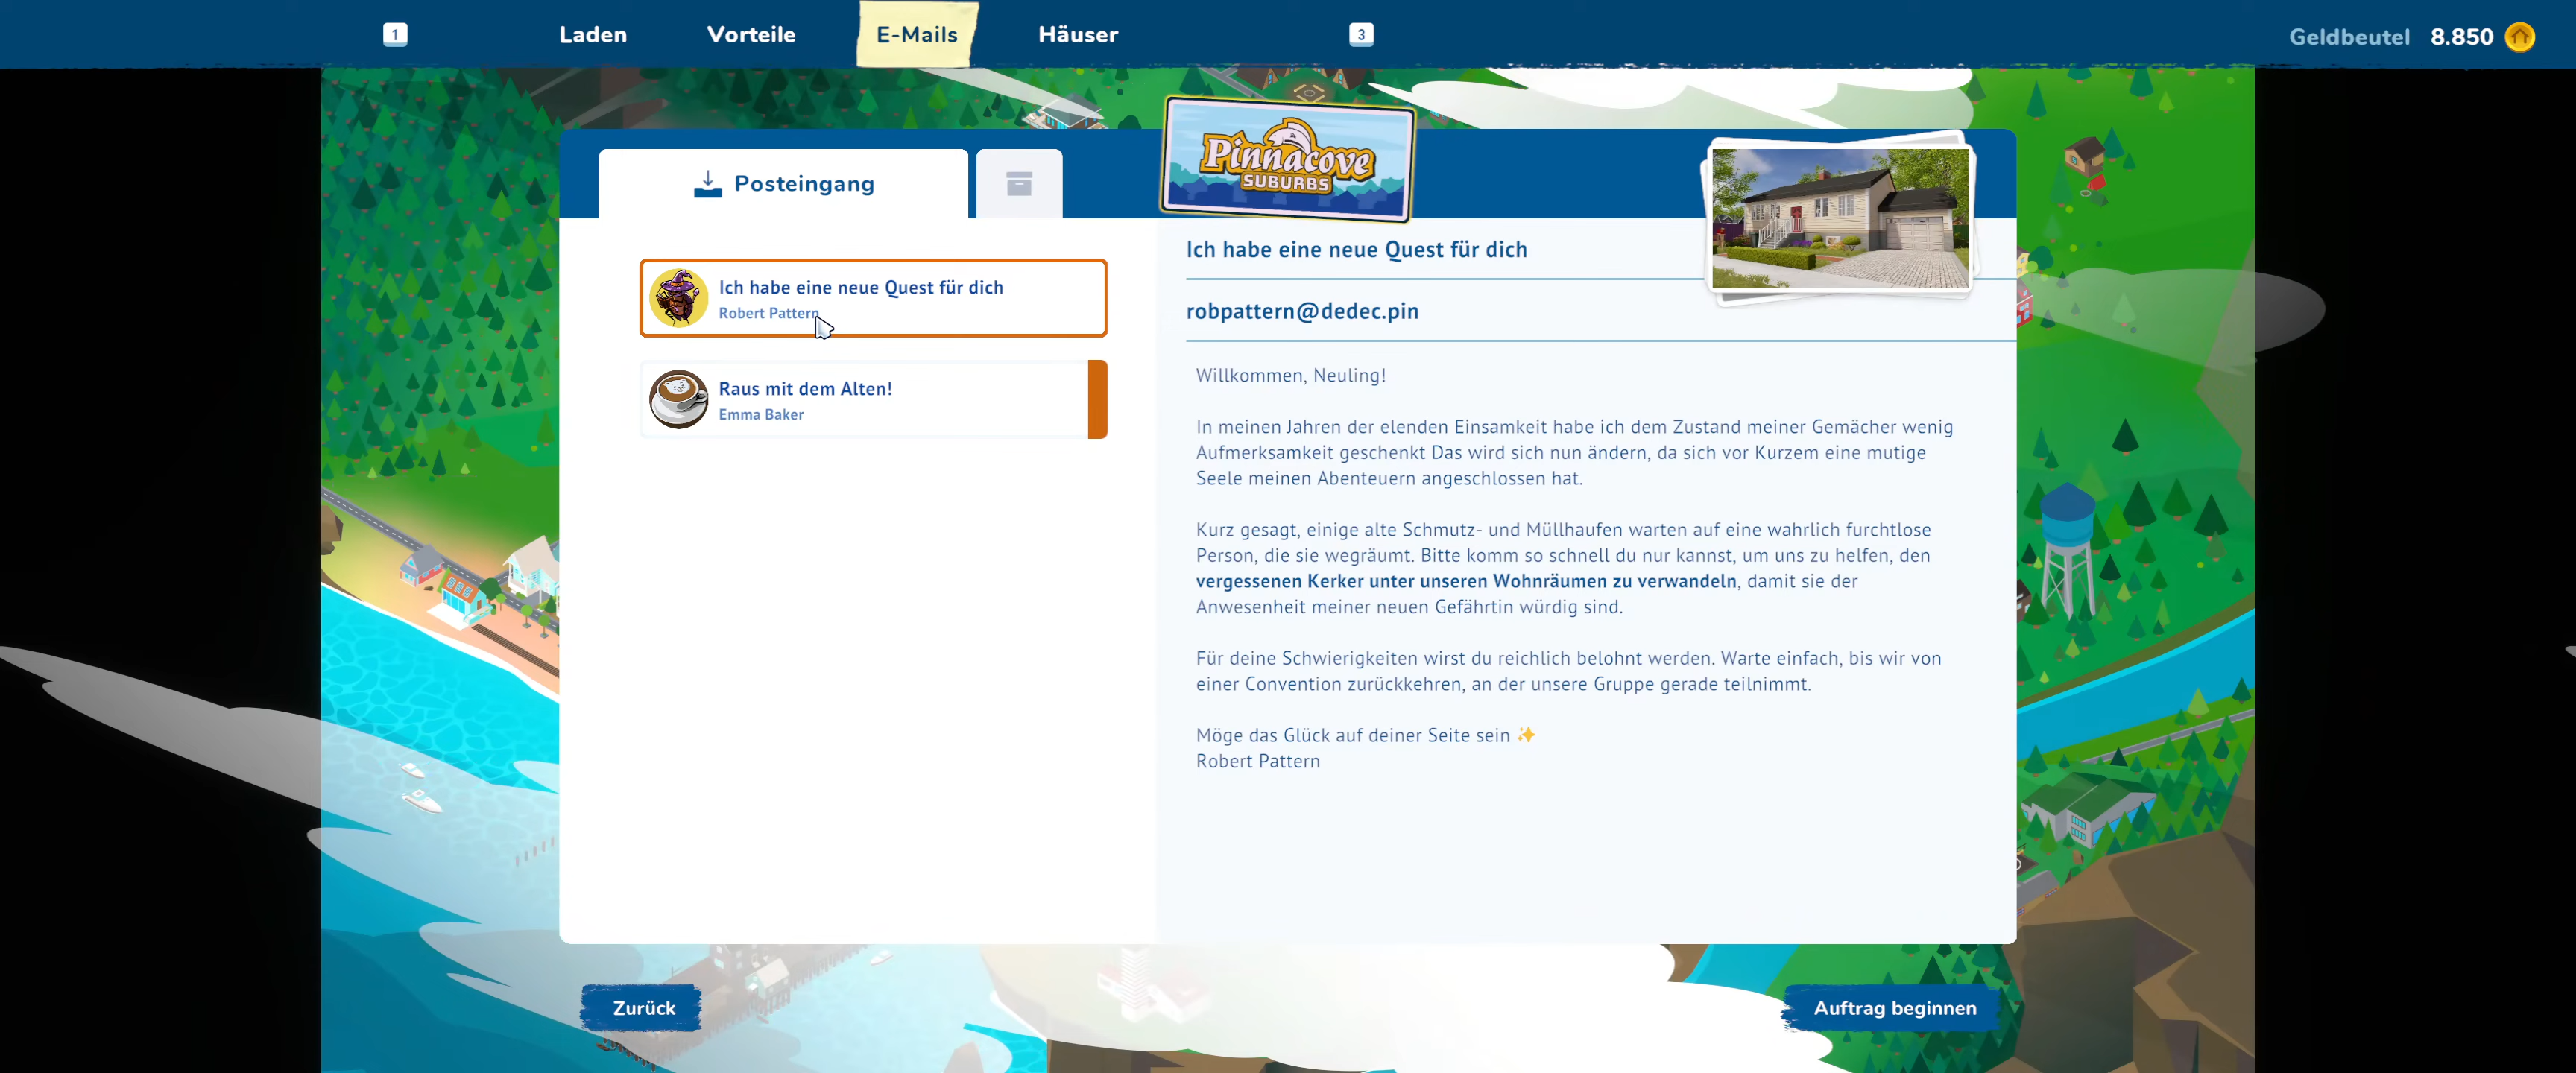 1
Laden
Vorteile
E-Mails
Häuser
3
Geldbeutel 8.850
Posteingang
Pinnacove
SUBURBS
Ich habe eine neue Quest für dich
Robert Pattern
Raus mit dem Alten!
Emma Baker
Ich habe eine neue Quest für dich
robpattern@dedec.pin
Willkommen, Neuling!
In meinen Jahren der elenden Einsamkeit habe ich dem Zustand meiner Gemächer wenig
Aufmerksamkeit geschenkt Das wird sich nun ändern, da sich vor Kurzem eine mutige
Seele meinen Abenteuern angeschlossen hat.
Kurz gesagt, einige alte Schmutz- und Müllhaufen warten auf eine wahrlich furchtlose
Person, die sie wegräumt. Bitte komm so schnell du nur kannst, um uns zu helfen, den
vergessenen Kerker unter unseren Wohnräumen zu verwandeln, damit sie der
Anwesenheit meiner neuen Gefährtin würdig sind.
Für deine Schwierigkeiten wirst du reichlich belohnt werden. Warte einfach, bis wir von
einer Convention zurückkehren, an der unsere Gruppe gerade teilnimmt.
Möge das Glück auf deiner Seite sein ✨
Robert Pattern
Zurück
Auftrag beginnen